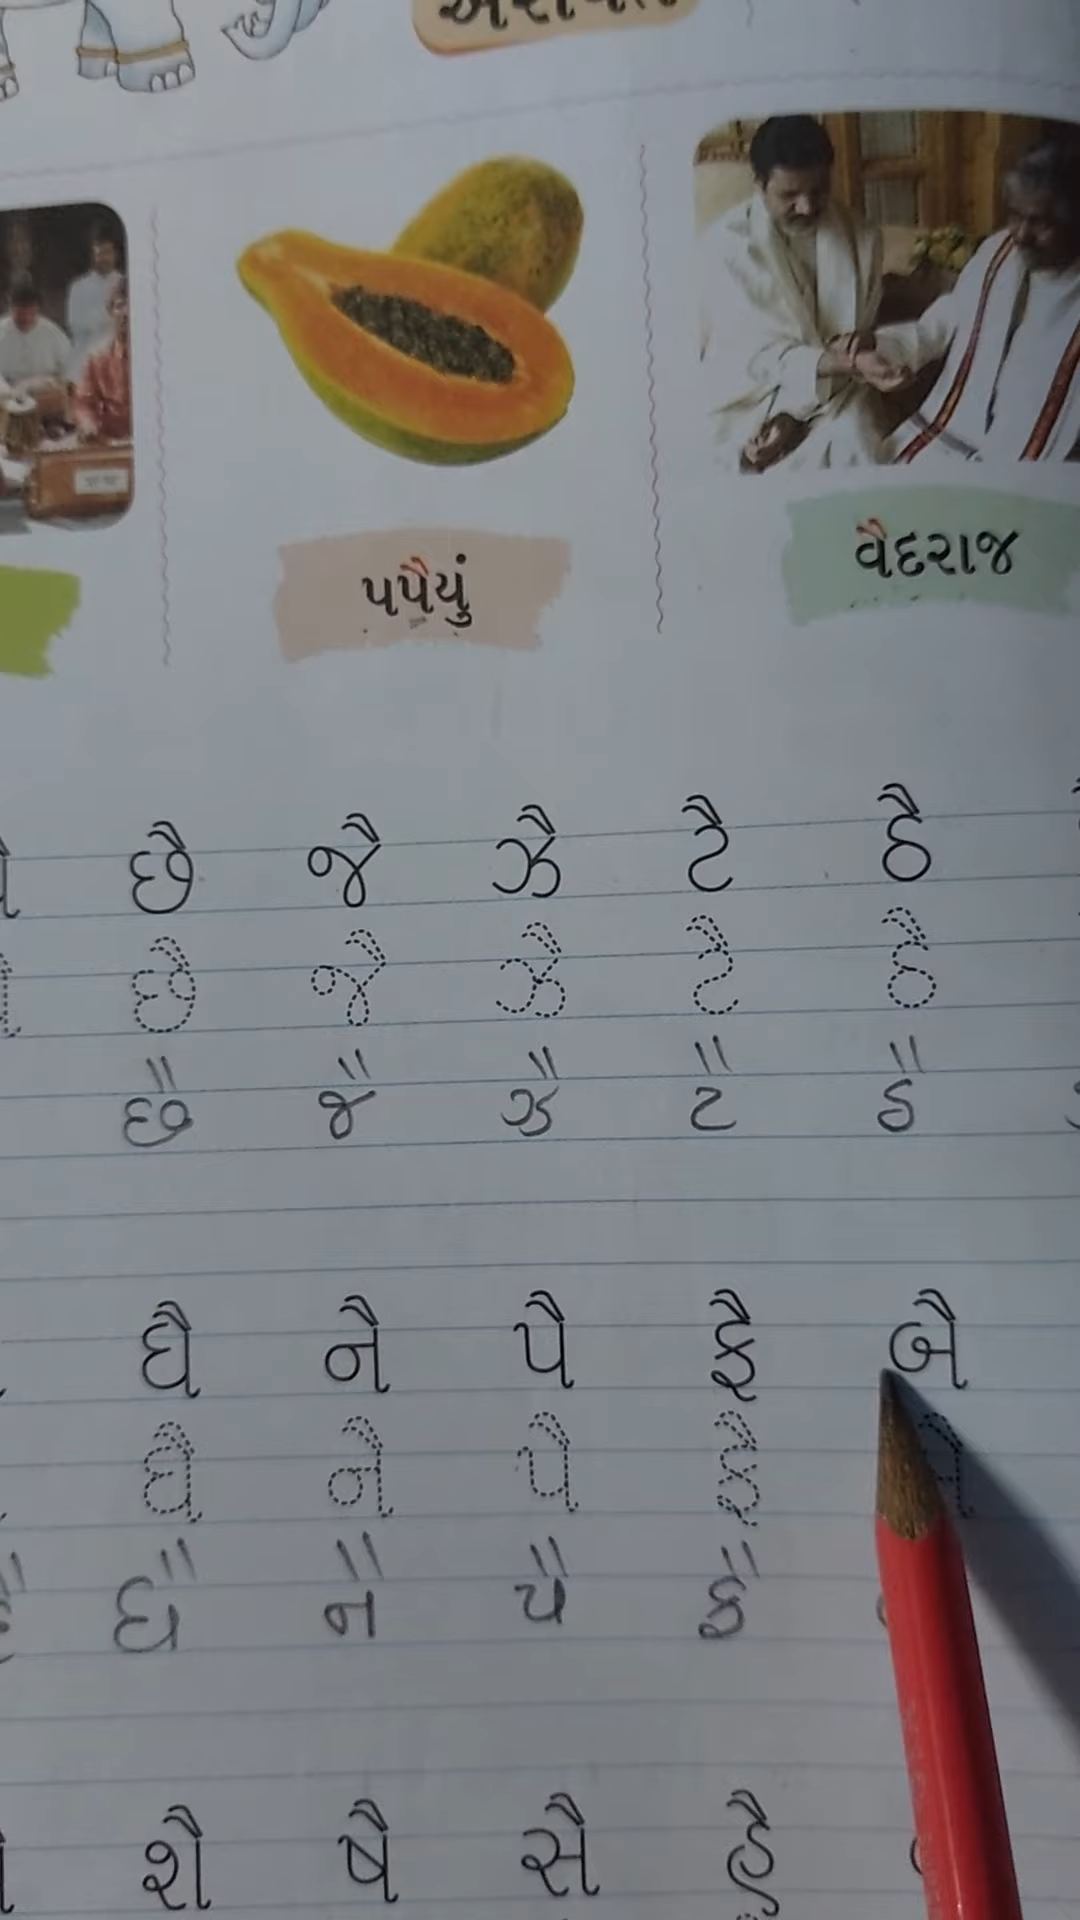 પપૈયું
વૈદરાજ
છૈ જૈ ઝૈ ટૈ ઠૈ
છૈ જૈ ઝૈ ટૈ ઠૈ
છૈ જૈ ઝૈ ટૈ ઠૈ
ધૈ નૈ પૈ ફૈ બૈ
ધૈ નૈ પૈ ફૈ
ધૈ નૈ પૈ ફૈ
શૈ ષૈ સૈ હૈ